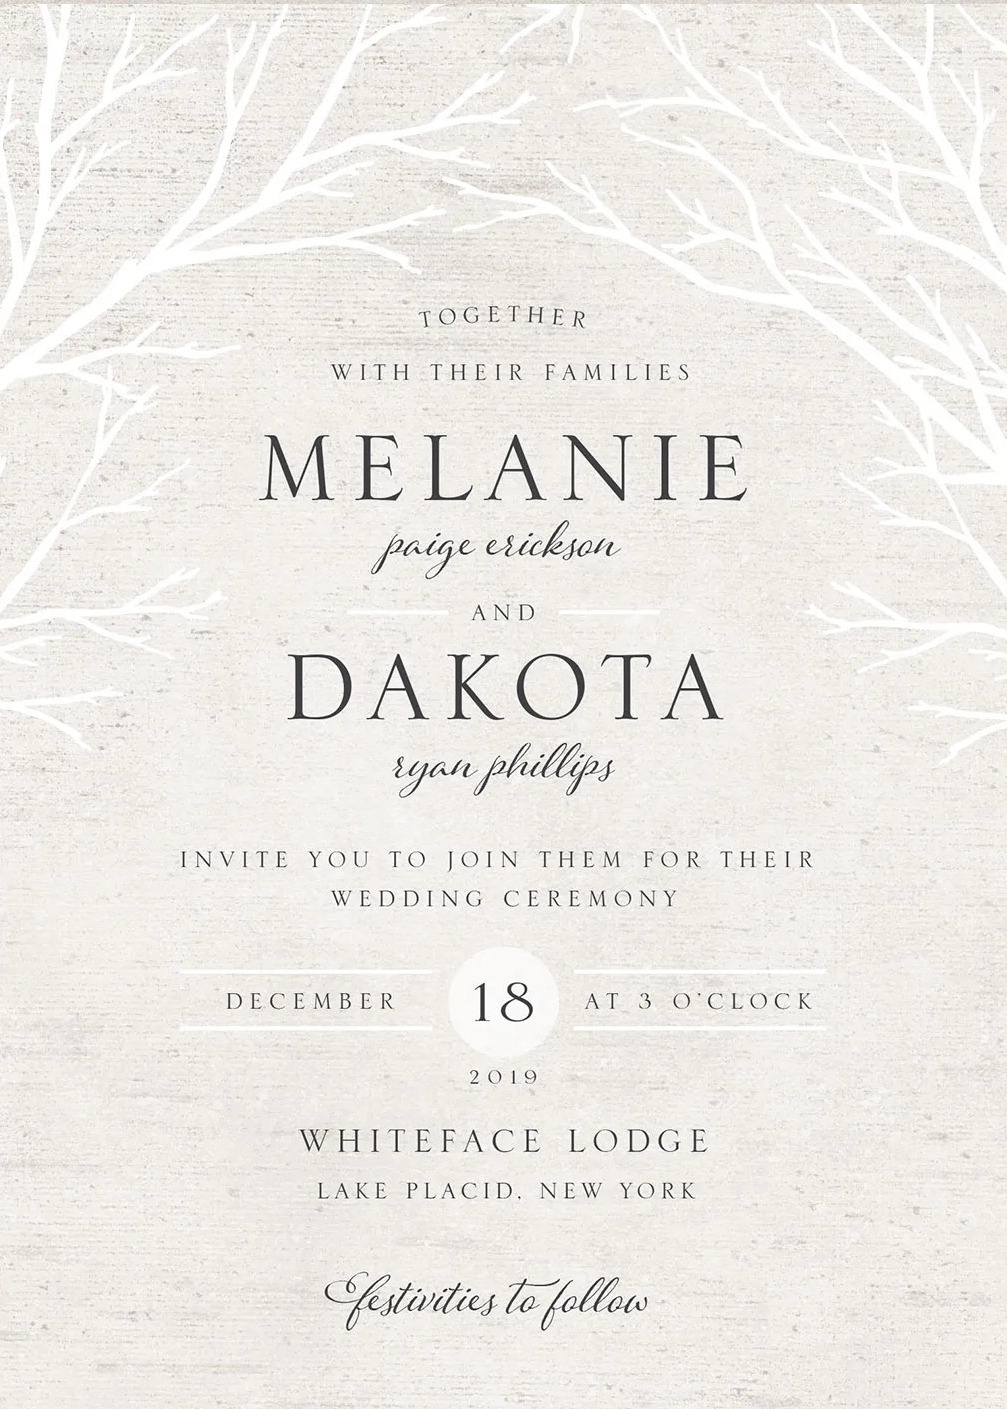 TOGETHER
WITH THEIR FAMILIES
MELANIE
paige erickson
AND
DAKOTA
ryan phillips
INVITE YOU TO JOIN THEM FOR THEIR
WEDDING CEREMONY
DECEMBER 18 AT 3 O'CLOCK
2019
WHITEFACE LODGE
LAKE PLACID, NEW YORK
festivities to follow